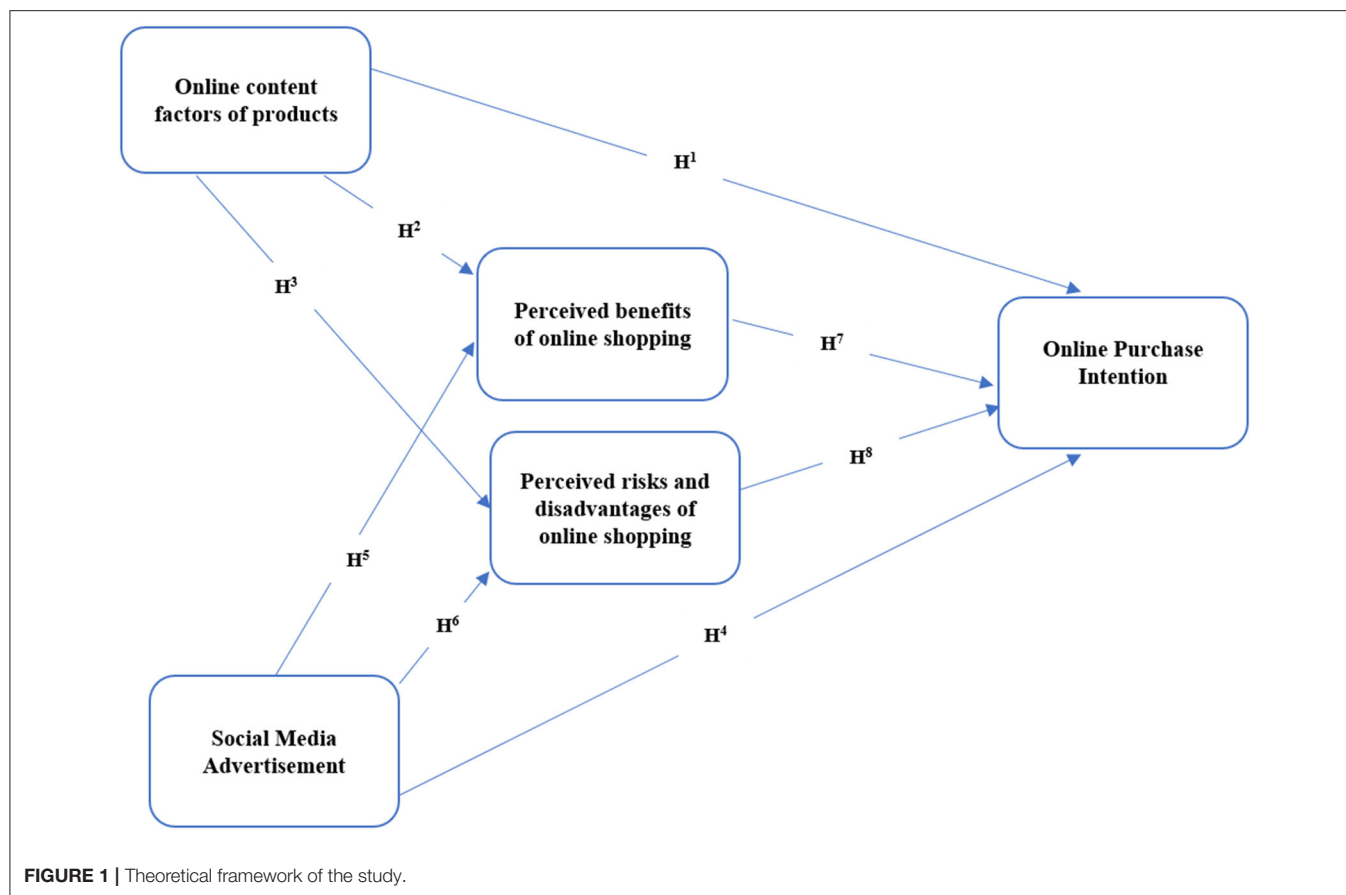 Online content
factors of products
H¹
H²
H³
Perceived benefits
of online shopping
H⁷
Online Purchase
Intention
H⁸
Perceived risks and
disadvantages of
online shopping
H⁵
H⁶
H⁴
Social Media
Advertisement
FIGURE 1 | Theoretical framework of the study.